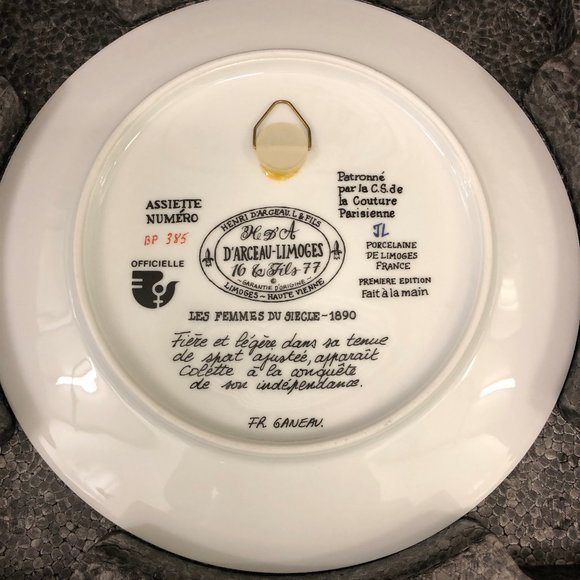 ASSIETTE
NUMÉRO
BP 385
OFFICIELLE
HENRI D'ARCEAU. L & FILS
H D'A
D'ARCEAU-LIMOGES
16 & Fils 77
GARANTIE D'ORIGINE
LIMOGES ~ HAUTE VIENNE
Patronné
par la C.S. de
la Couture
Parisienne
JL
PORCELAINE
DE LIMOGES
FRANCE
PREMIERE EDITION
Fait à la main
LES FEMMES DU SIECLE - 1890
Fière et légère dans sa tenue
de sport ajustée, apparaît
Colette à la conquête
de son indépendance.
FR. GANEAU.